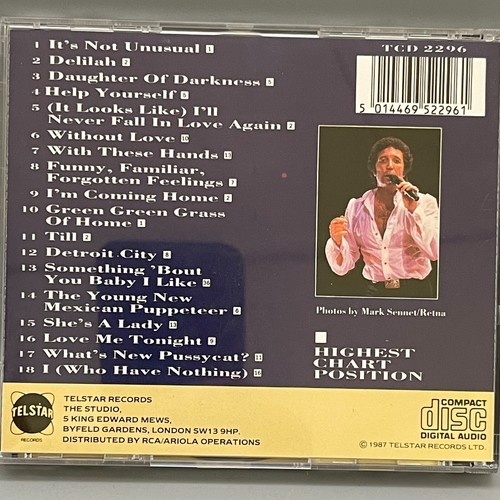 1 It's Not Unusual 1
2 Delilah 2
3 Daughter Of Darkness 5
4 Help Yourself 5
5 (It Looks Like) I'll
Never Fall In Love Again 2
6 Without Love 10
7 With These Hands 13
8 Funny, Familiar,
Forgotten Feelings 7
9 I'm Coming Home 2
10 Green Green Grass
Of Home 1
11 Till 2
12 Detroit City 8
13 Something 'Bout
You Baby I Like 36
14 The Young New
Mexican Puppeteer 6
15 She's A Lady 13
16 Love Me Tonight 9
17 What's New Pussycat? 11
18 I (Who Have Nothing) 16
TCD 2296
5 014469 522961
Photos by Mark Sennet/Retna
HIGHEST
CHART
POSITION
TELSTAR
RECORDS
TELSTAR RECORDS
THE STUDIO,
5 KING EDWARD MEWS,
BYFELD GARDENS, LONDON SW13 9HP.
DISTRIBUTED BY RCA/ARIOLA OPERATIONS
COMPACT
disc
DIGITAL AUDIO
© 1987 TELSTAR RECORDS LTD.